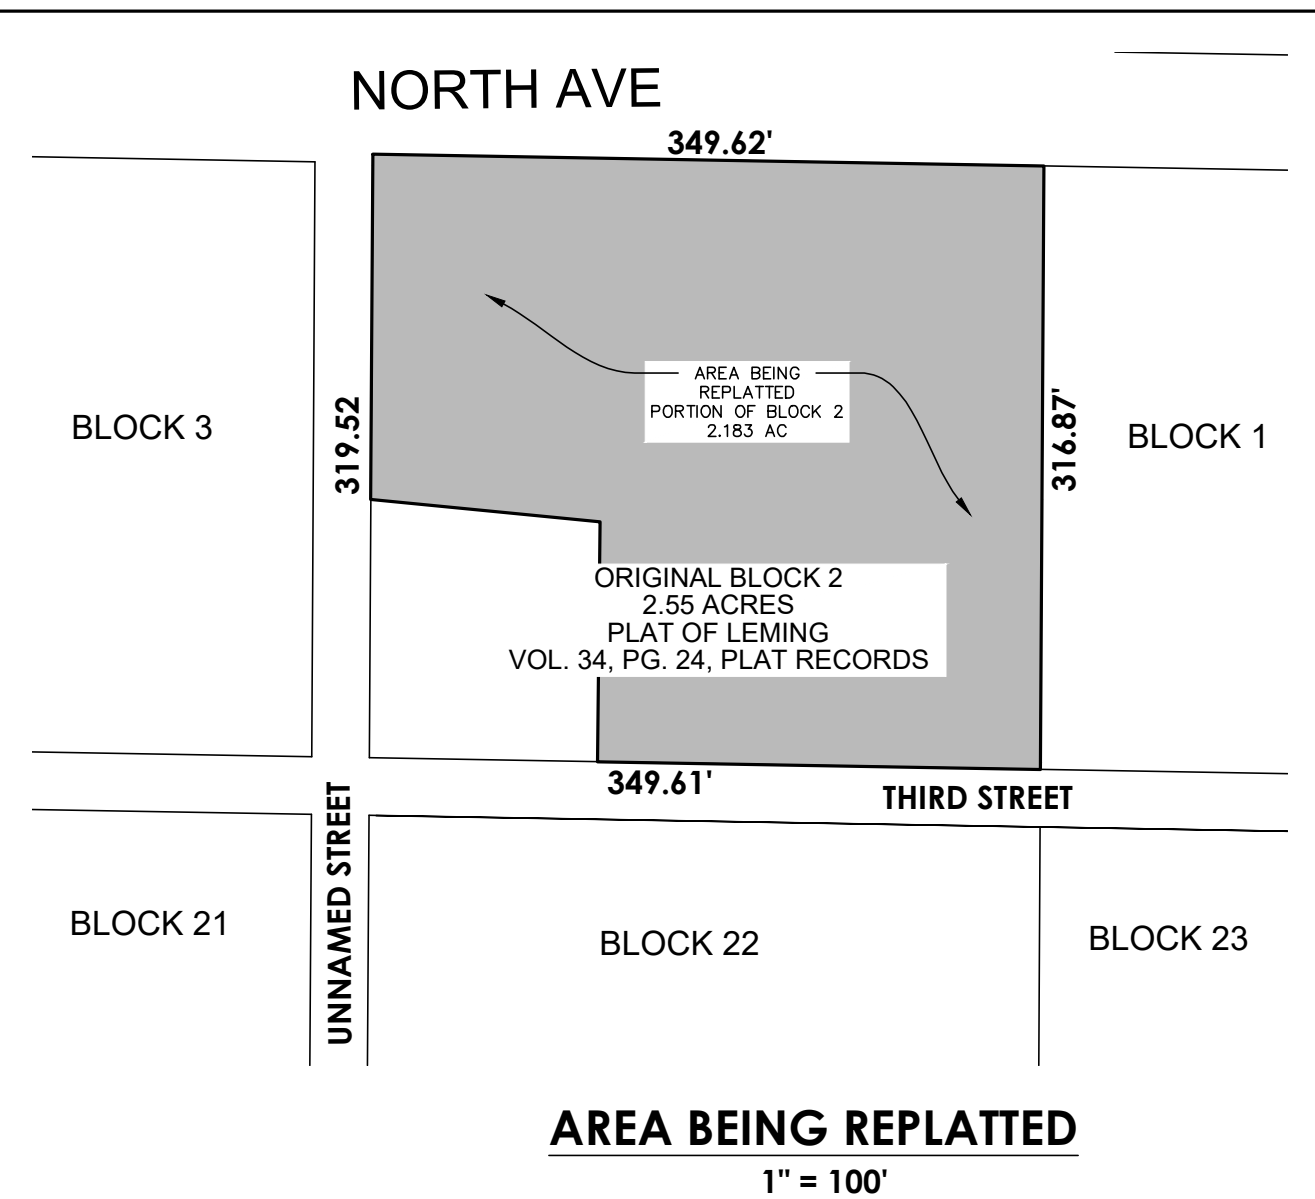 NORTH AVE
349.62'
AREA BEING
REPLATTED
PORTION OF BLOCK 2
2.183 AC
BLOCK 3
319.52
316.87'
BLOCK 1
ORIGINAL BLOCK 2
2.55 ACRES
PLAT OF LEMING
VOL. 34, PG. 24, PLAT RECORDS
349.61'
THIRD STREET
UNNAMED STREET
BLOCK 21
BLOCK 22
BLOCK 23
AREA BEING REPLATTED
1" = 100'